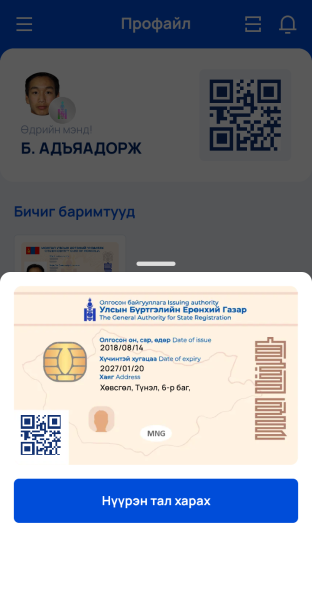 Профайл
Өдрийн мэнд!
Б. АДЪЯАДОРЖ
Бичиг баримтууд
Олгосон байгууллага Issuing authority
Улсын Бүртгэлийн Ерөнхий Газар
The General Authority for State Registration
Олгосон он, сар, өдөр Date of issue
2018/08/14
Хүчинтэй хугацаа Date of expiry
2027/01/20
Хаяг Address
Хөвсгөл, Түнэл, 6-р баг,
MNG
Нүүрэн тал харах